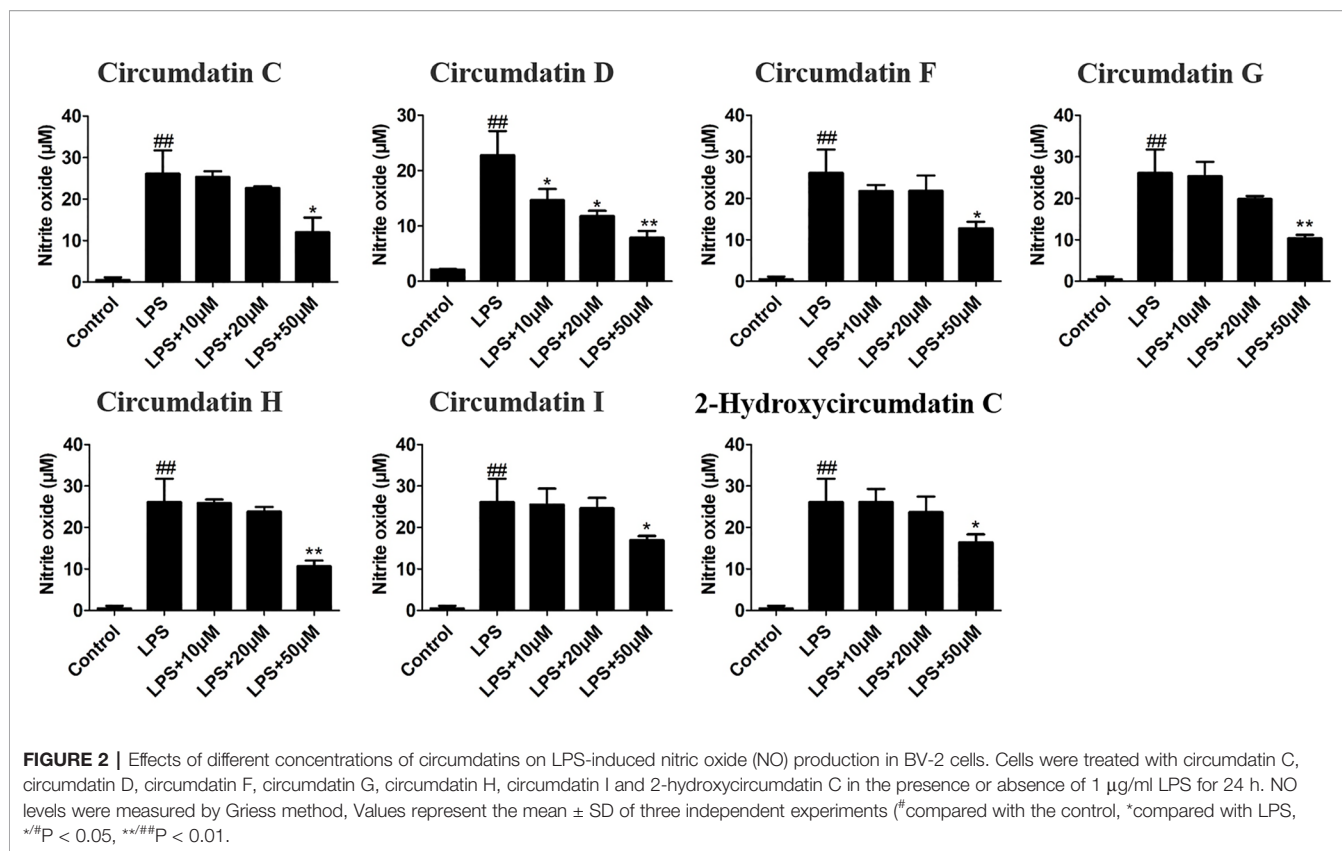 Circumdatin C
Nitrite oxide (µM)
40
30
20
10
0
##
*
Control
LPS
LPS+10µM
LPS+20µM
LPS+50µM
Circumdatin D
Nitrite oxide (µM)
30
20
10
0
##
*
*
**
Control
LPS
LPS+10µM
LPS+20µM
LPS+50µM
Circumdatin F
Nitrite oxide (µM)
40
30
20
10
0
##
*
Control
LPS
LPS+10µM
LPS+20µM
LPS+50µM
Circumdatin G
Nitrite oxide (µM)
40
30
20
10
0
##
**
Control
LPS
LPS+10µM
LPS+20µM
LPS+50µM
Circumdatin H
Nitrite oxide (µM)
40
30
20
10
0
##
**
Control
LPS
LPS+10µM
LPS+20µM
LPS+50µM
Circumdatin I
Nitrite oxide (µM)
40
30
20
10
0
##
*
Control
LPS
LPS+10µM
LPS+20µM
LPS+50µM
2-Hydroxycircumdatin C
Nitrite oxide (µM)
40
30
20
10
0
##
*
Control
LPS
LPS+10µM
LPS+20µM
LPS+50µM
FIGURE 2 | Effects of different concentrations of circumdatins on LPS-induced nitric oxide (NO) production in BV-2 cells. Cells were treated with circumdatin C,
circumdatin D, circumdatin F, circumdatin G, circumdatin H, circumdatin I and 2-hydroxycircumdatin C in the presence or absence of 1 µg/ml LPS for 24 h. NO
levels were measured by Griess method, Values represent the mean ± SD of three independent experiments (#compared with the control, *compared with LPS,
*/#P < 0.05, **/##P < 0.01.